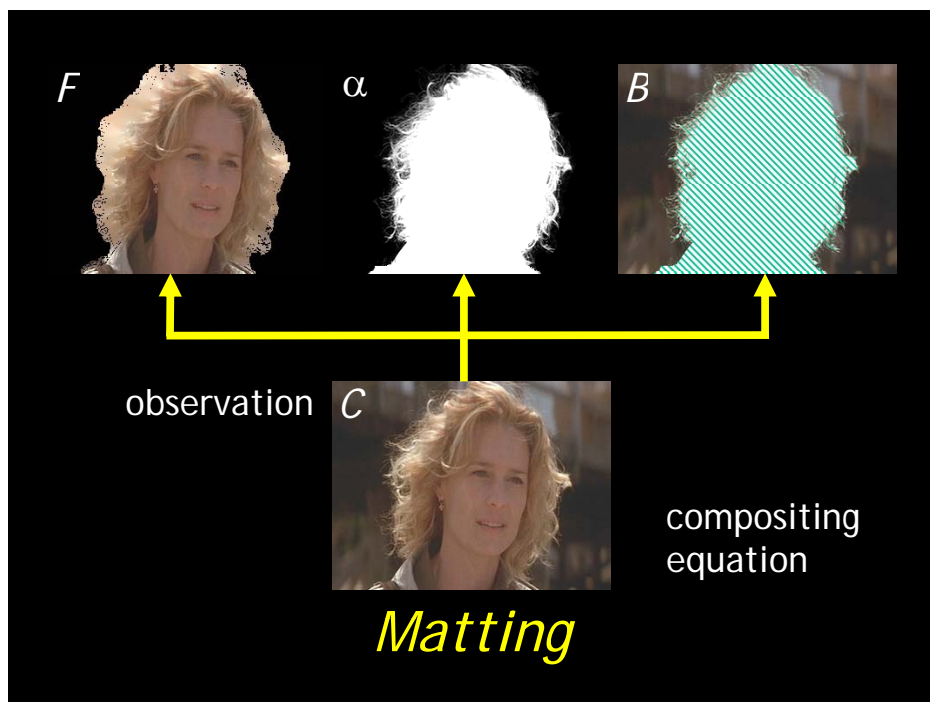 F
α
B
observation
C
compositing
equation
Matting